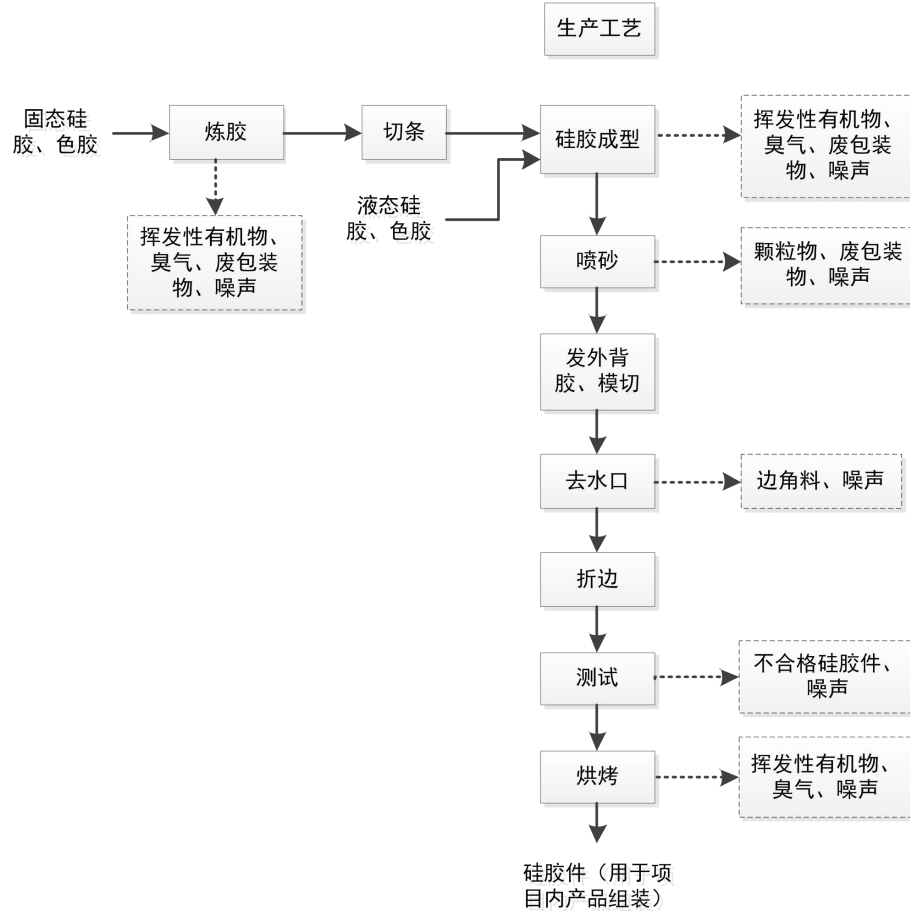 生产工艺
固态硅
胶、色胶
炼胶
切条
硅胶成型
挥发性有机物、
臭气、废包装
物、噪声
液态硅
胶、色胶
挥发性有机物、
臭气、废包装
物、噪声
喷砂
颗粒物、废包装
物、噪声
发外背
胶、模切
去水口
边角料、噪声
折边
测试
不合格硅胶件、
噪声
烘烤
挥发性有机物、
臭气、噪声
硅胶件（用于项
目内产品组装）